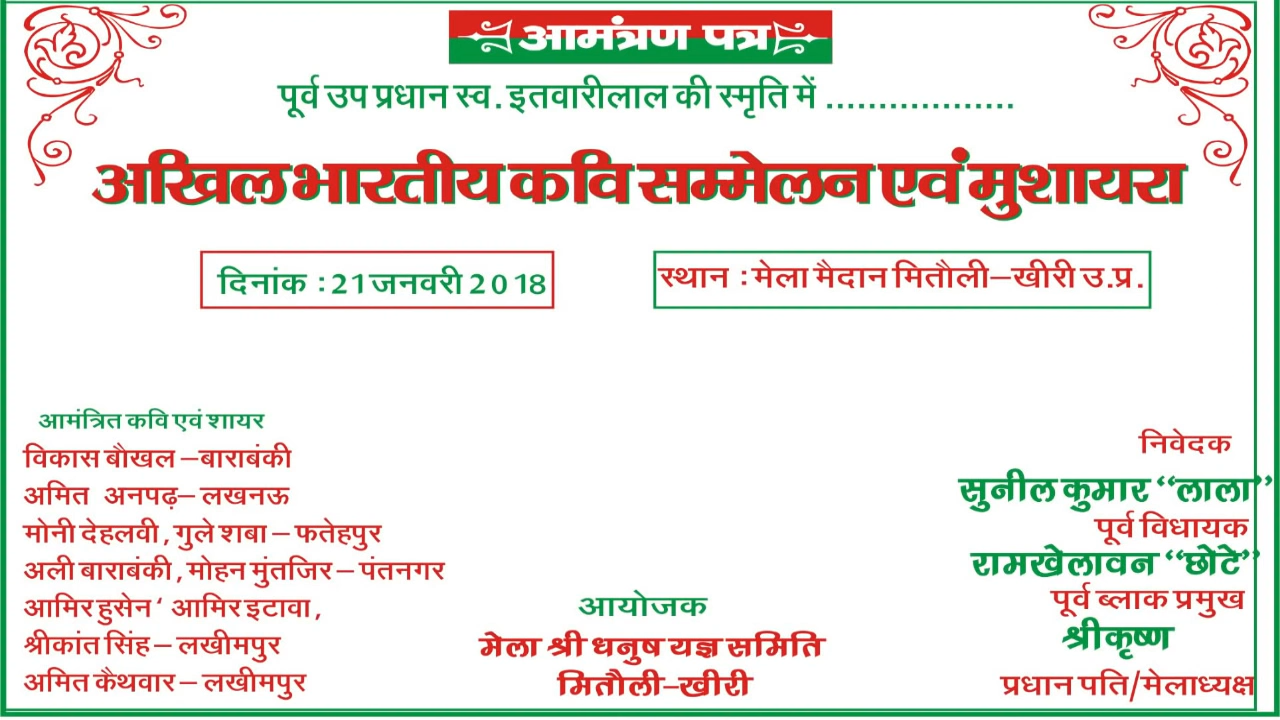 आमंत्रण पत्र
पूर्व उप प्रधान स्व. इतवारीलाल की स्मृति में ..................
अखिल भारतीय कवि सम्मेलन एवं मुशायरा
दिनांक : 21 जनवरी 2018
स्थान : मेला मैदान मितौली–खीरी उ.प्र.
आमंत्रित कवि एवं शायर
विकास बौखल –बाराबंकी
अमित अनपढ़– लखनऊ
मोनी देहलवी , गुले शबा – फतेहपुर
अली बाराबंकी , मोहन मुंतजिर – पंतनगर
आमिर हुसेन ‘ आमिर इटावा ,
श्रीकांत सिंह – लखीमपुर
अमित कैथवार – लखीमपुर
आयोजक
मेला श्री धनुष यज्ञ समिति
मितौली–खीरी
निवेदक
सुनील कुमार “लाला”
पूर्व विधायक
रामखेलावन “छोटे”
पूर्व ब्लाक प्रमुख
श्रीकृष्ण
प्रधान पति/मेलाध्यक्ष